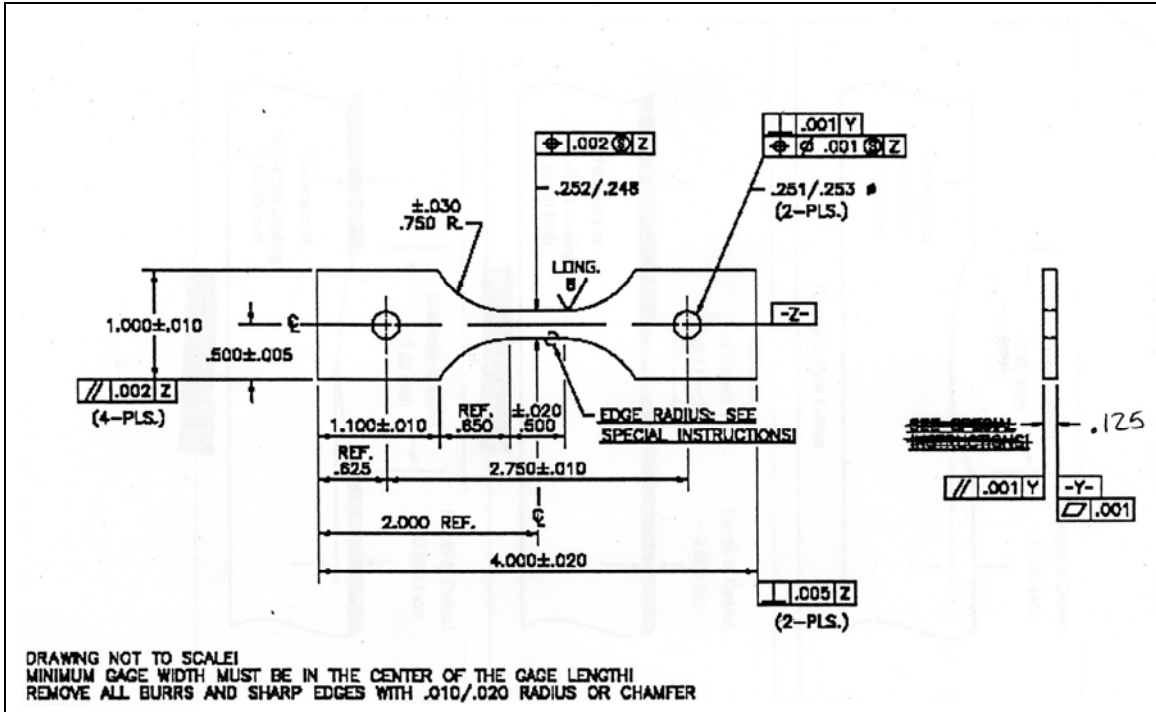 ⊥ .001 Y
⌖ .002 Ⓢ Z
⌖ ⌀ .001 Ⓢ Z
.252/.248
.251/.253 ⌀
(2-PLS.)
±.030
.750 R.
LONG.
8
-Z-
1.000±.010
℄
.500±.005
// .002 Z
(4-PLS.)
REF.
.650
±.020
.500
1.100±.010
EDGE RADIUS: SEE
SPECIAL INSTRUCTIONS!
SEE SPECIAL
INSTRUCTIONS!
.125
REF.
.625
2.750±.010
// .001 Y
-Y-
⏥ .001
2.000 REF.
℄
4.000±.020
⊥ .005 Z
(2-PLS.)
DRAWING NOT TO SCALE!
MINIMUM GAGE WIDTH MUST BE IN THE CENTER OF THE GAGE LENGTH!
REMOVE ALL BURRS AND SHARP EDGES WITH .010/.020 RADIUS OR CHAMFER